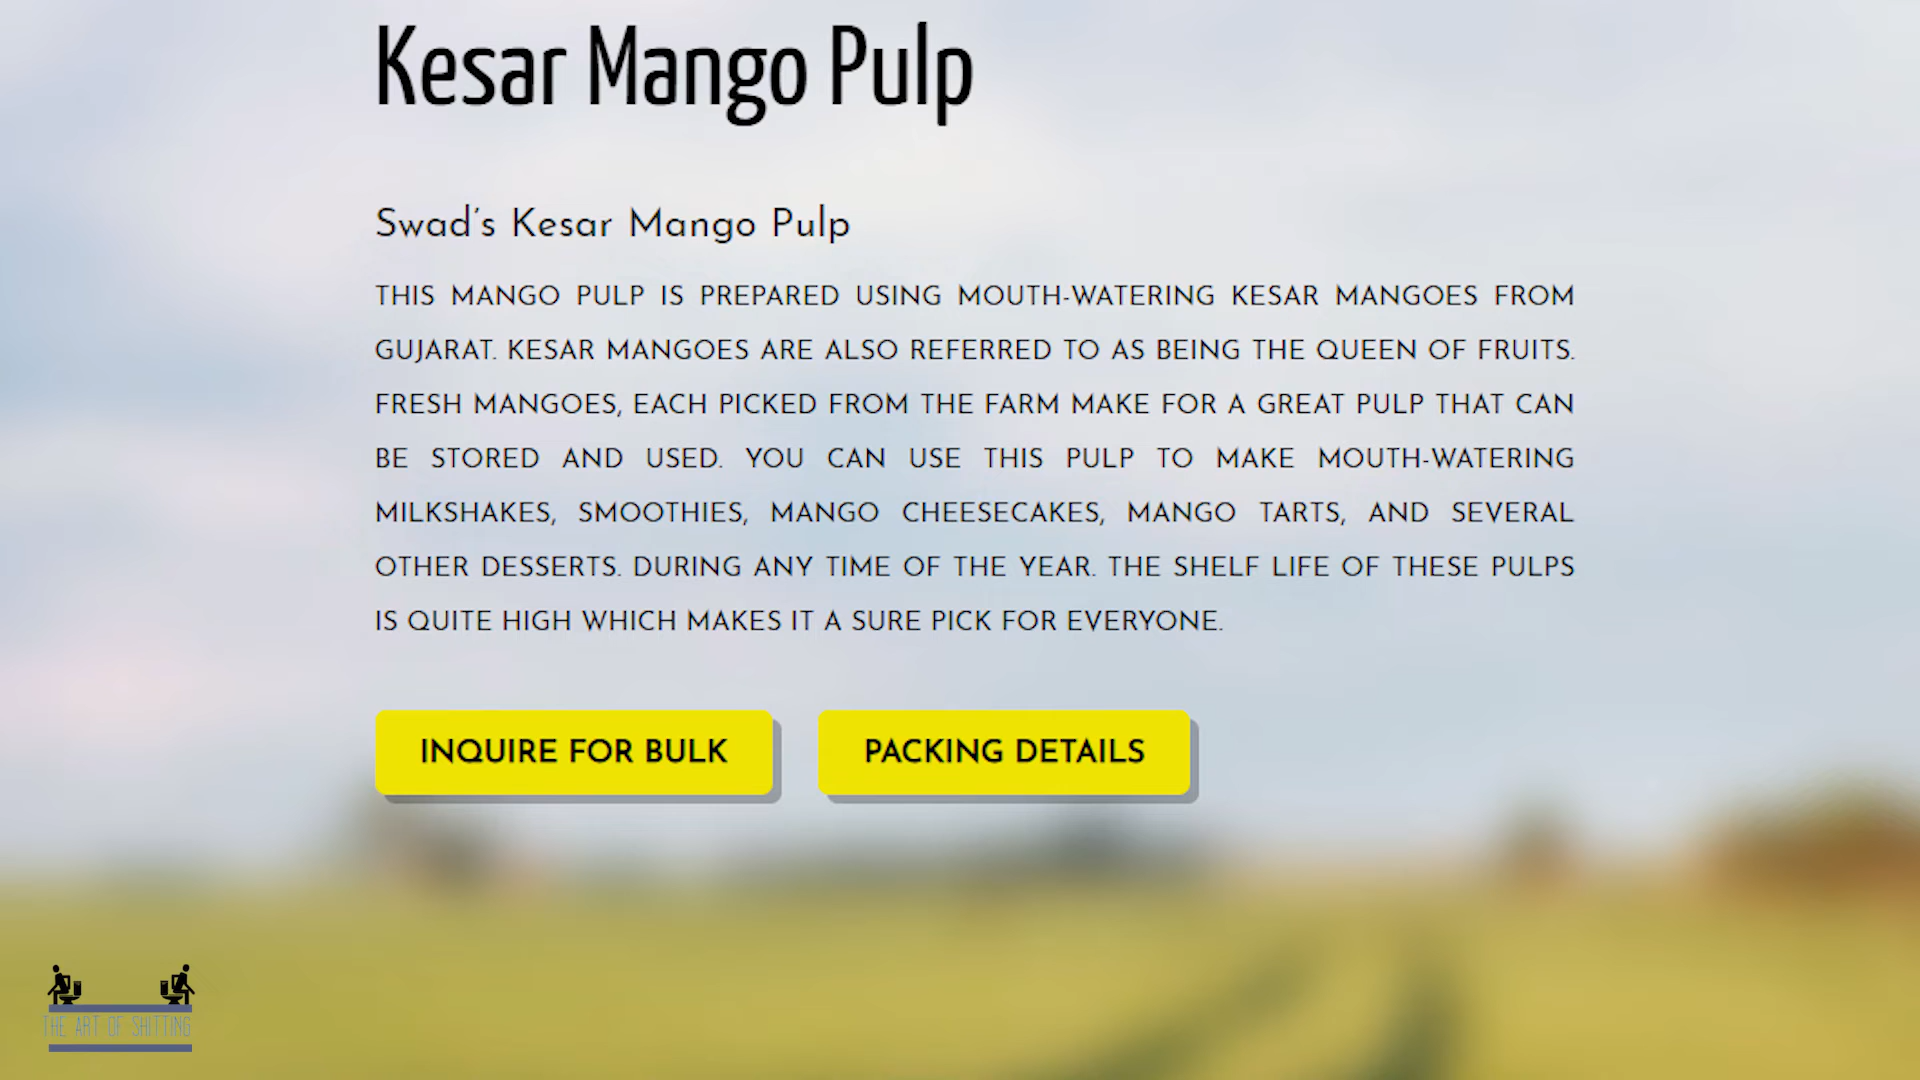 Kesar Mango Pulp
Swad's Kesar Mango Pulp
THIS MANGO PULP IS PREPARED USING MOUTH-WATERING KESAR MANGOES FROM
GUJARAT. KESAR MANGOES ARE ALSO REFERRED TO AS BEING THE QUEEN OF FRUITS.
FRESH MANGOES, EACH PICKED FROM THE FARM MAKE FOR A GREAT PULP THAT CAN
BE STORED AND USED. YOU CAN USE THIS PULP TO MAKE MOUTH-WATERING
MILKSHAKES, SMOOTHIES, MANGO CHEESECAKES, MANGO TARTS, AND SEVERAL
OTHER DESSERTS. DURING ANY TIME OF THE YEAR. THE SHELF LIFE OF THESE PULPS
IS QUITE HIGH WHICH MAKES IT A SURE PICK FOR EVERYONE.
INQUIRE FOR BULK
PACKING DETAILS
THE ART OF SHITTING